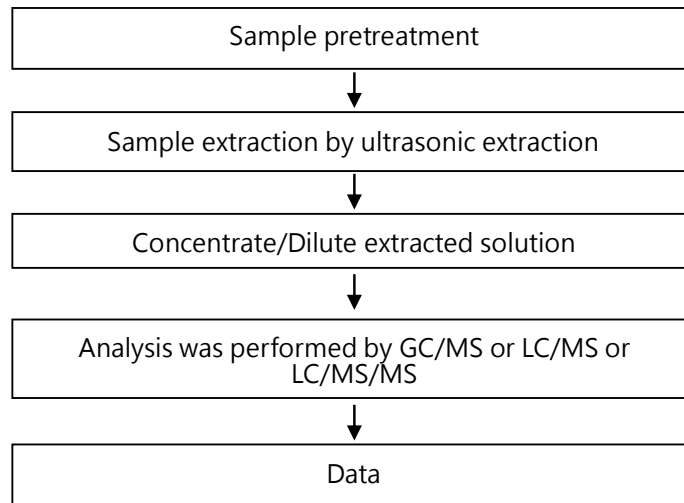 Sample pretreatment
Sample extraction by ultrasonic extraction
Concentrate/Dilute extracted solution
Analysis was performed by GC/MS or LC/MS or
LC/MS/MS
Data